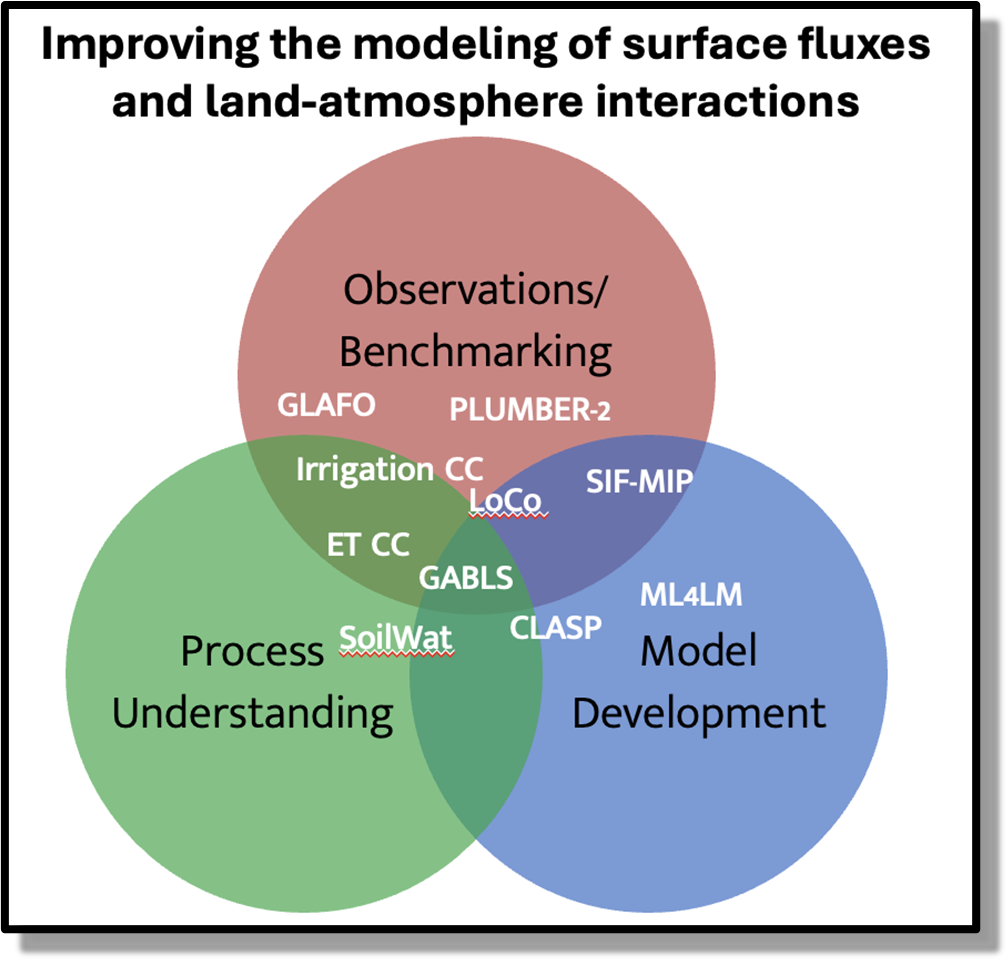 Improving the modeling of surface fluxes
and land-atmosphere interactions
Observations/
Benchmarking
GLAFO
PLUMBER-2
Irrigation CC
SIF-MIP
LoCo
ET CC
GABLS
ML4LM
CLASP
SoilWat
Process
Understanding
Model
Development